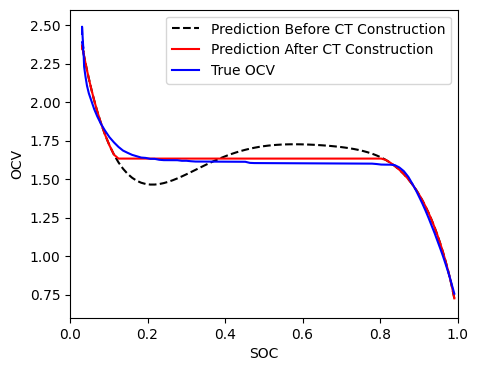 Prediction Before CT Construction
Prediction After CT Construction
True OCV
2.50
2.25
2.00
1.75
1.50
1.25
1.00
0.75
OCV
0.0 0.2 0.4 0.6 0.8 1.0
SOC